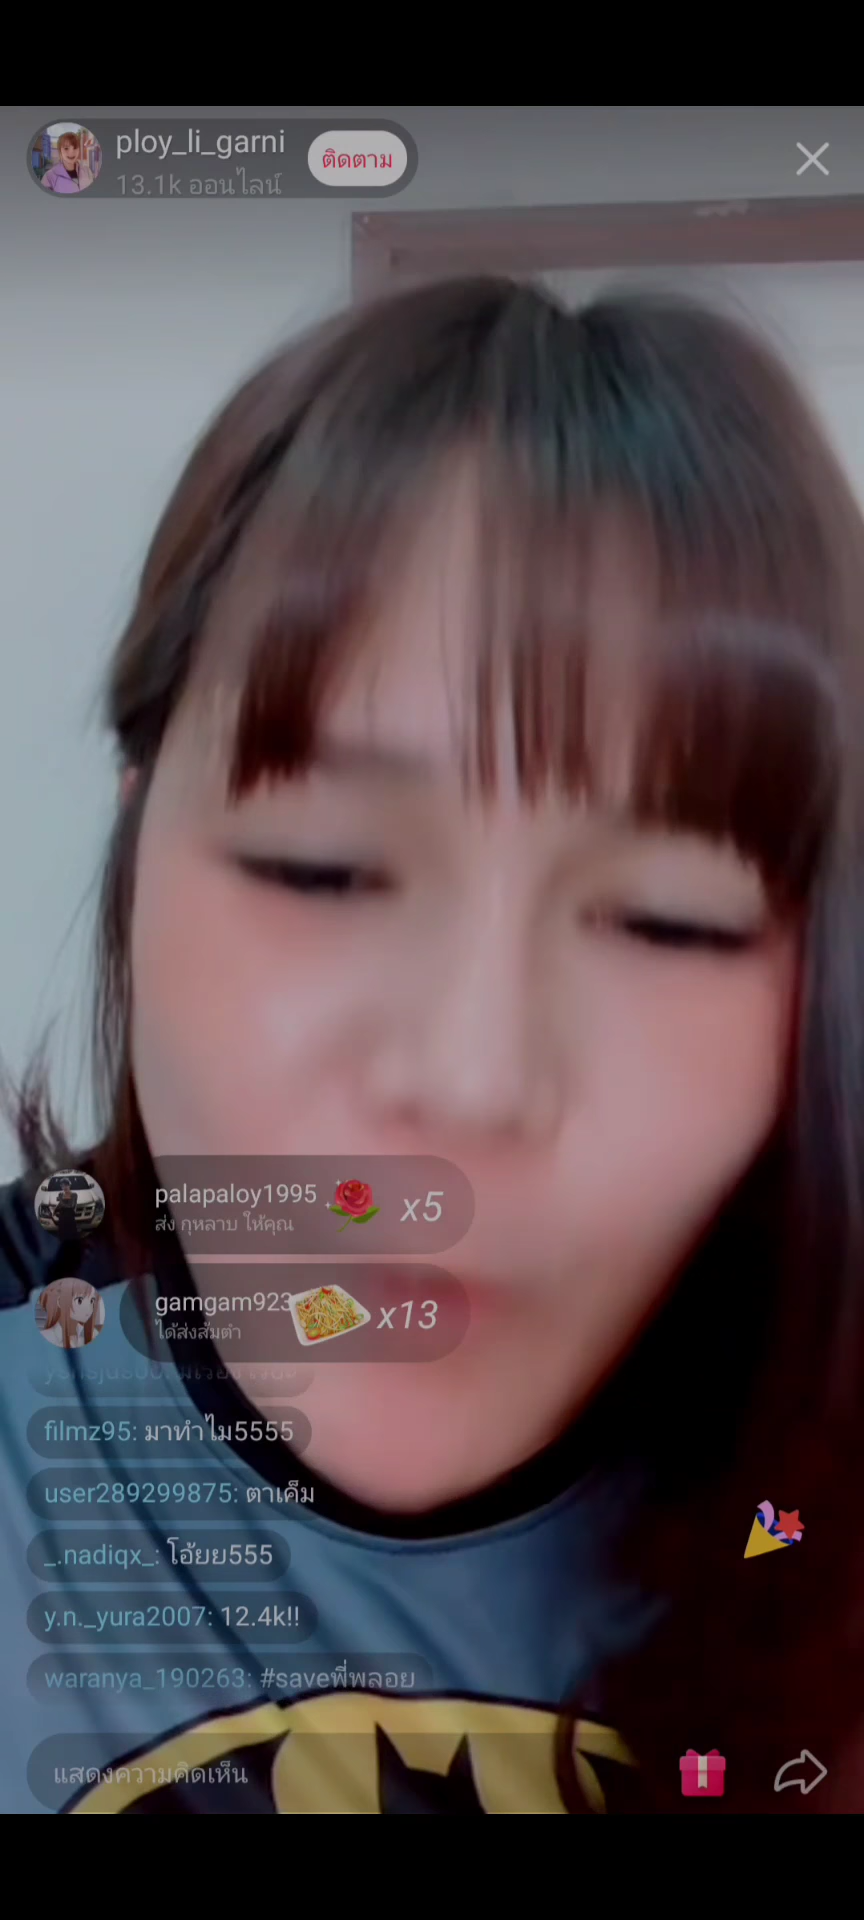 ploy_li_garni
ติดตาม
13.1k ออนไลน์
palapaloy1995
x5
ส่ง กุหลาบ ให้คุณ
gamgam923
x13
ได้ส่งส้มตำ
filmz95: มาทำไม5555
user289299875: ตาเค็ม
_.nadiqx_: โอ้ยย555
y.n._yura2007: 12.4k!!
waranya_190263: #saveพี่พลอย
แสดงความคิดเห็น